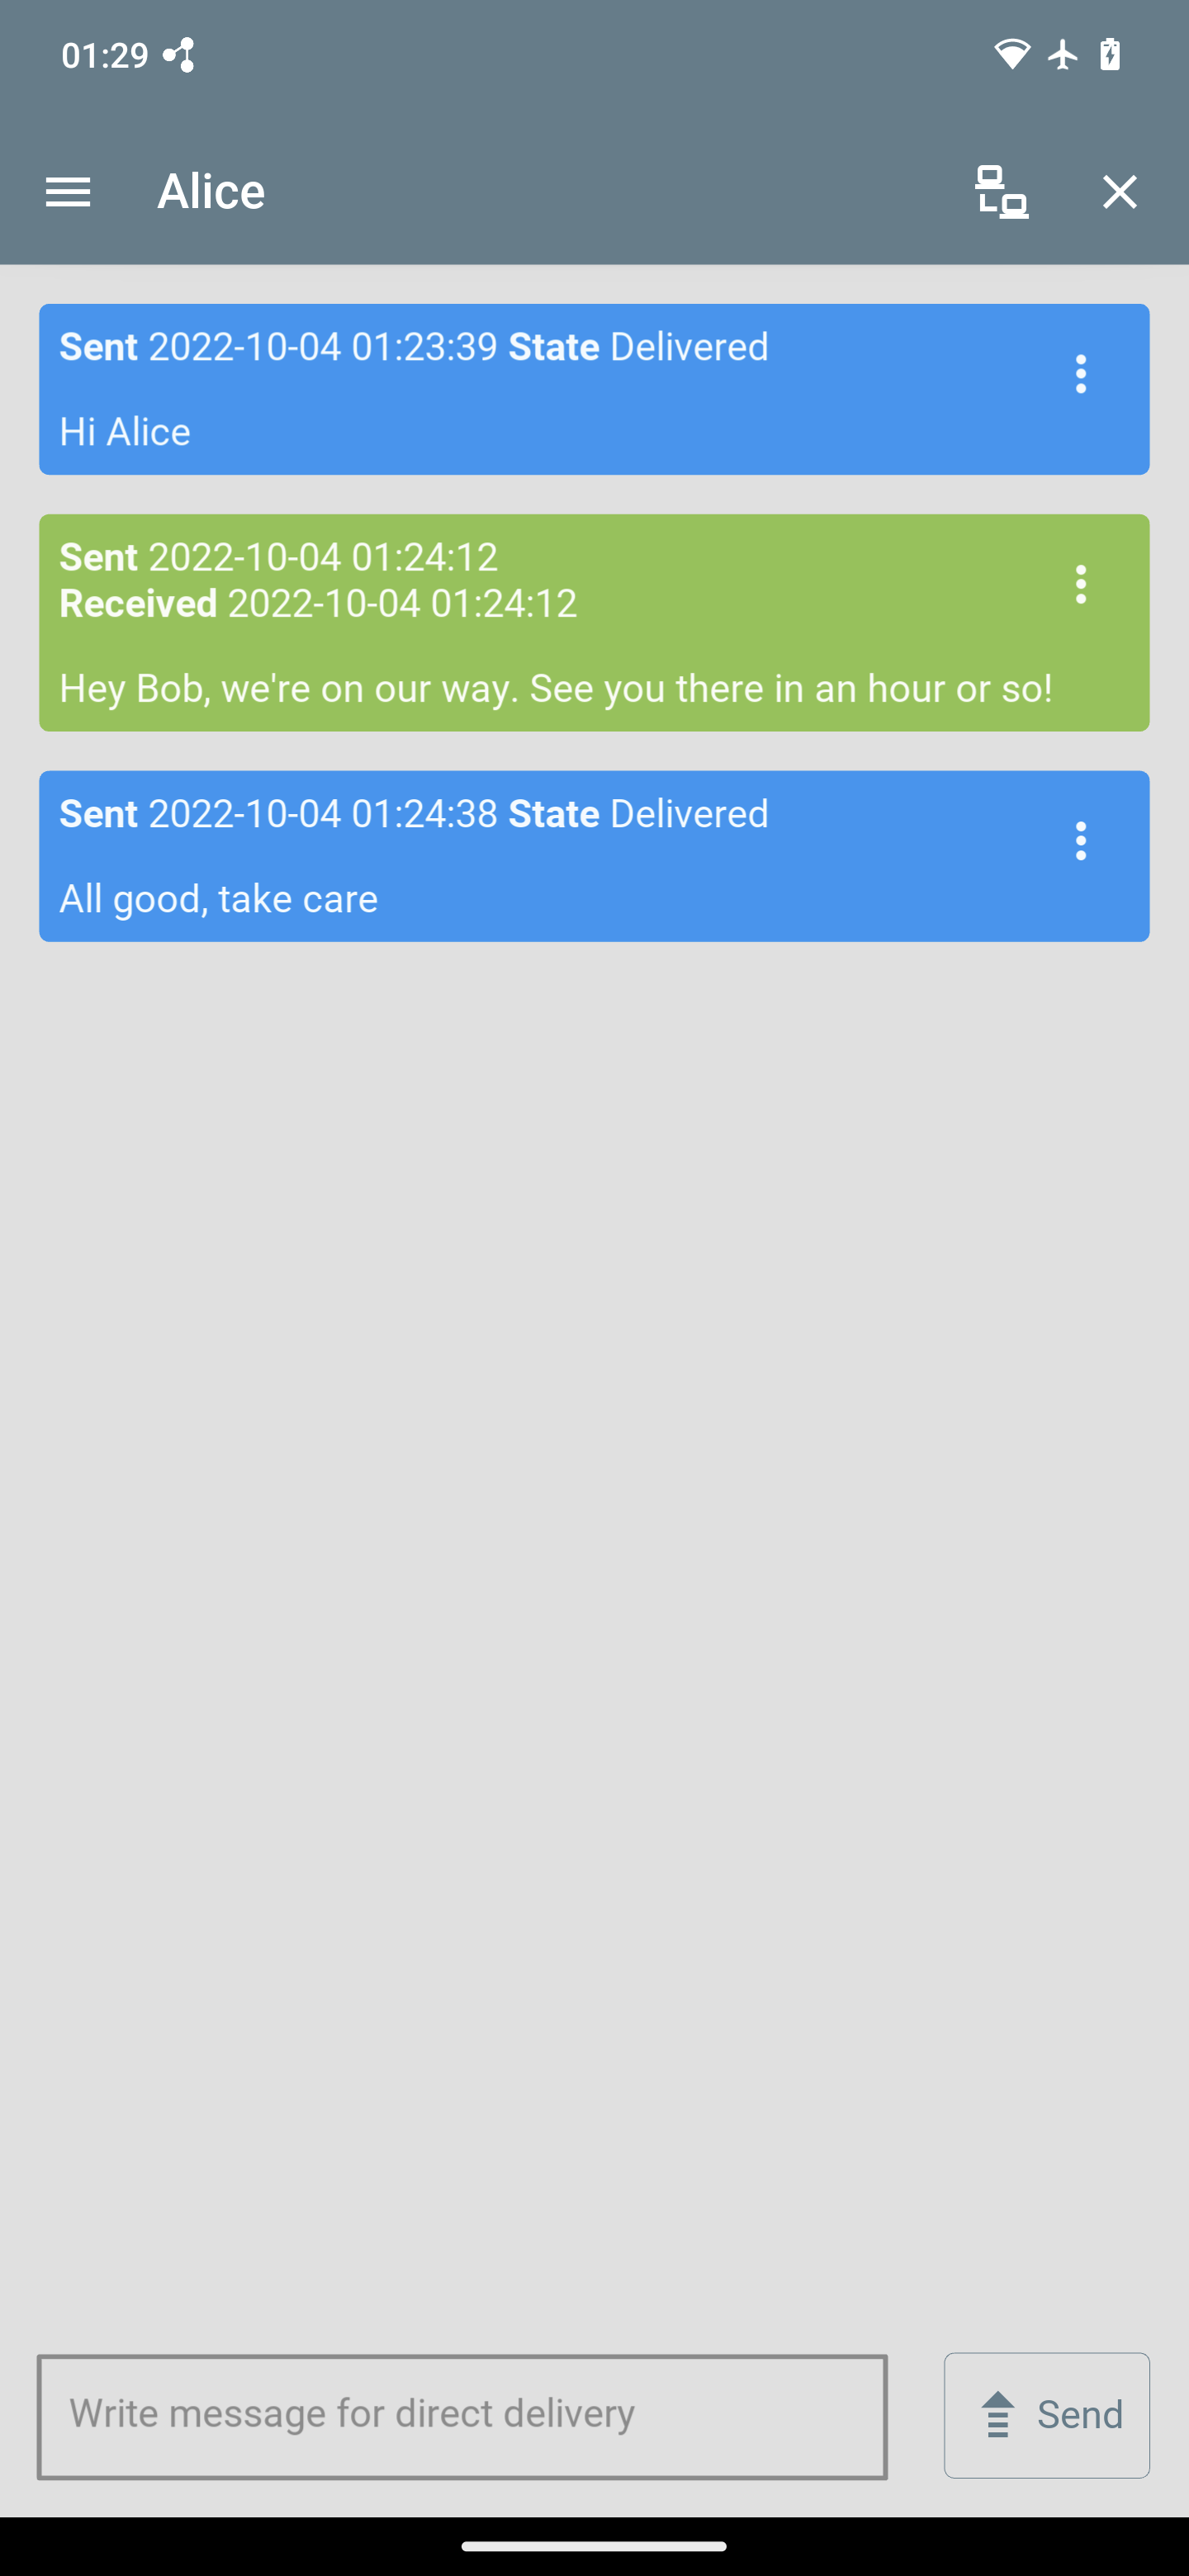 01:29
Alice
Sent 2022-10-04 01:23:39 State Delivered
Hi Alice
Sent 2022-10-04 01:24:12
Received 2022-10-04 01:24:12
Hey Bob, we're on our way. See you there in an hour or so!
Sent 2022-10-04 01:24:38 State Delivered
All good, take care
Write message for direct delivery
Send